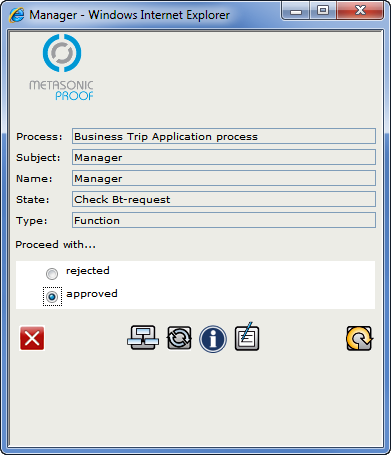 Manager - Windows Internet Explorer
METASONIC
PROOF
Process: Business Trip Application process
Subject: Manager
Name: Manager
State: Check Bt-request
Type: Function
Proceed with...
rejected
approved